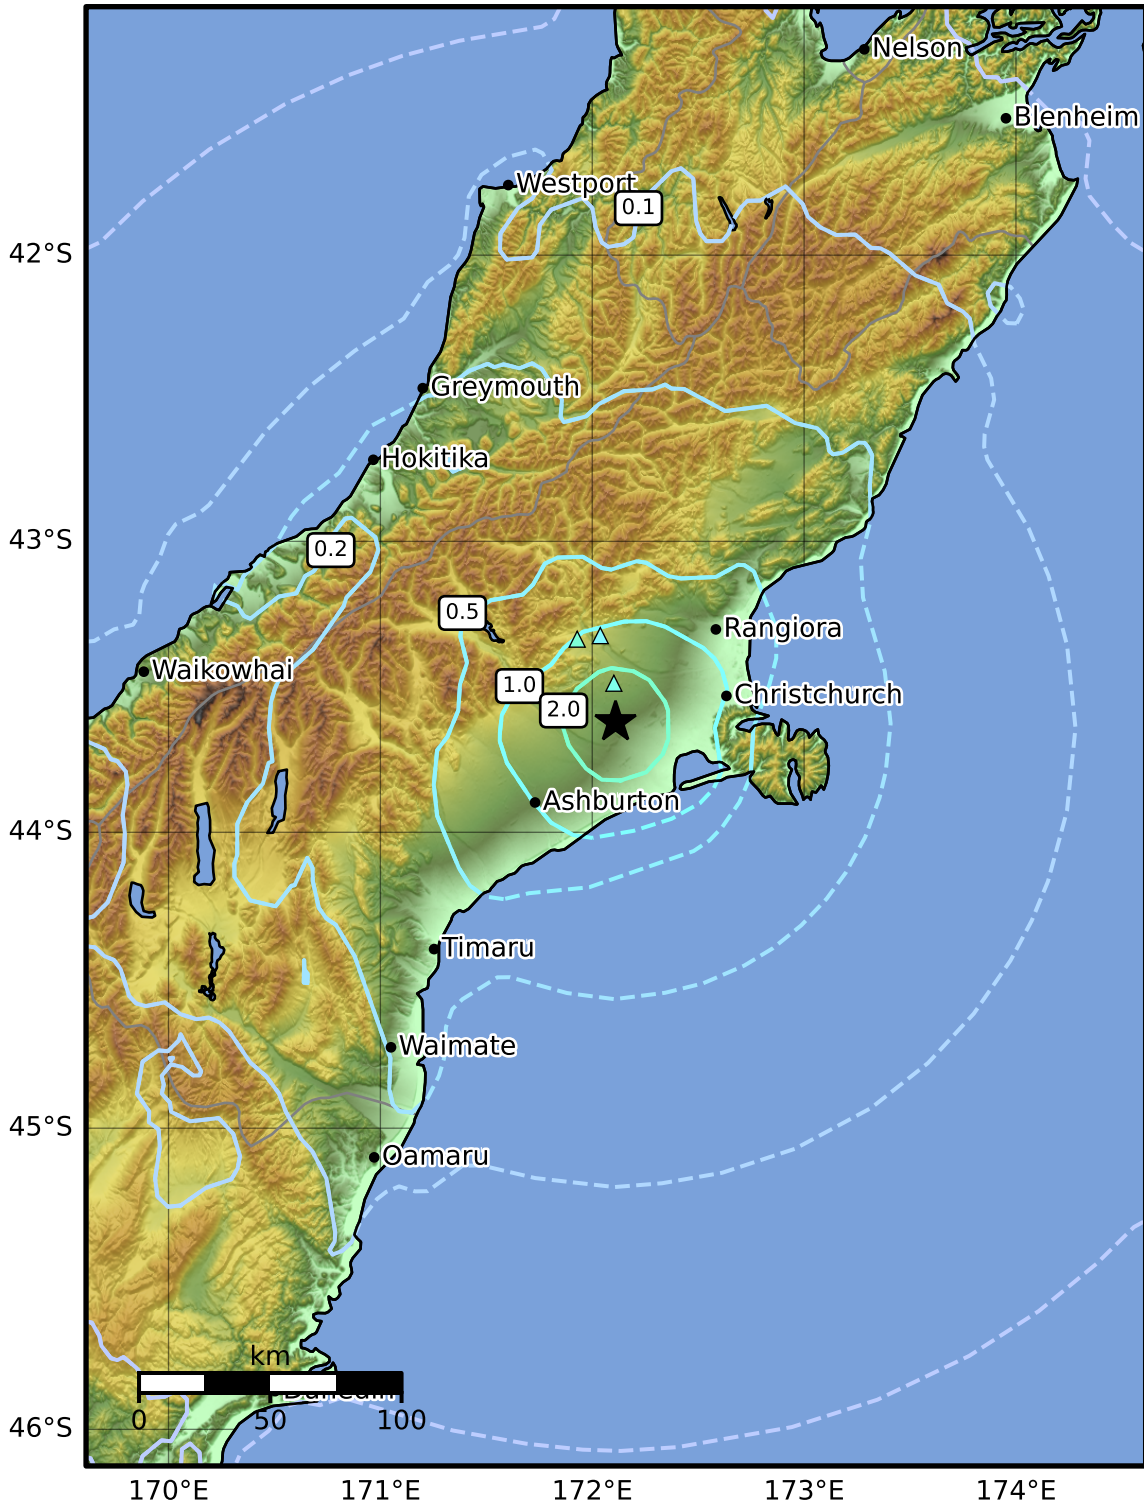 Nelson
Blenheim
Westport
0.1
42°S
Greymouth
Hokitika
43°S
0.2
0.5
Rangiora
Waikowhai
1.0
Christchurch
2.0
Ashburton
44°S
Timaru
Waimate
45°S
Oamaru
km
0 50 100
46°S
170°E 171°E 172°E 173°E 174°E